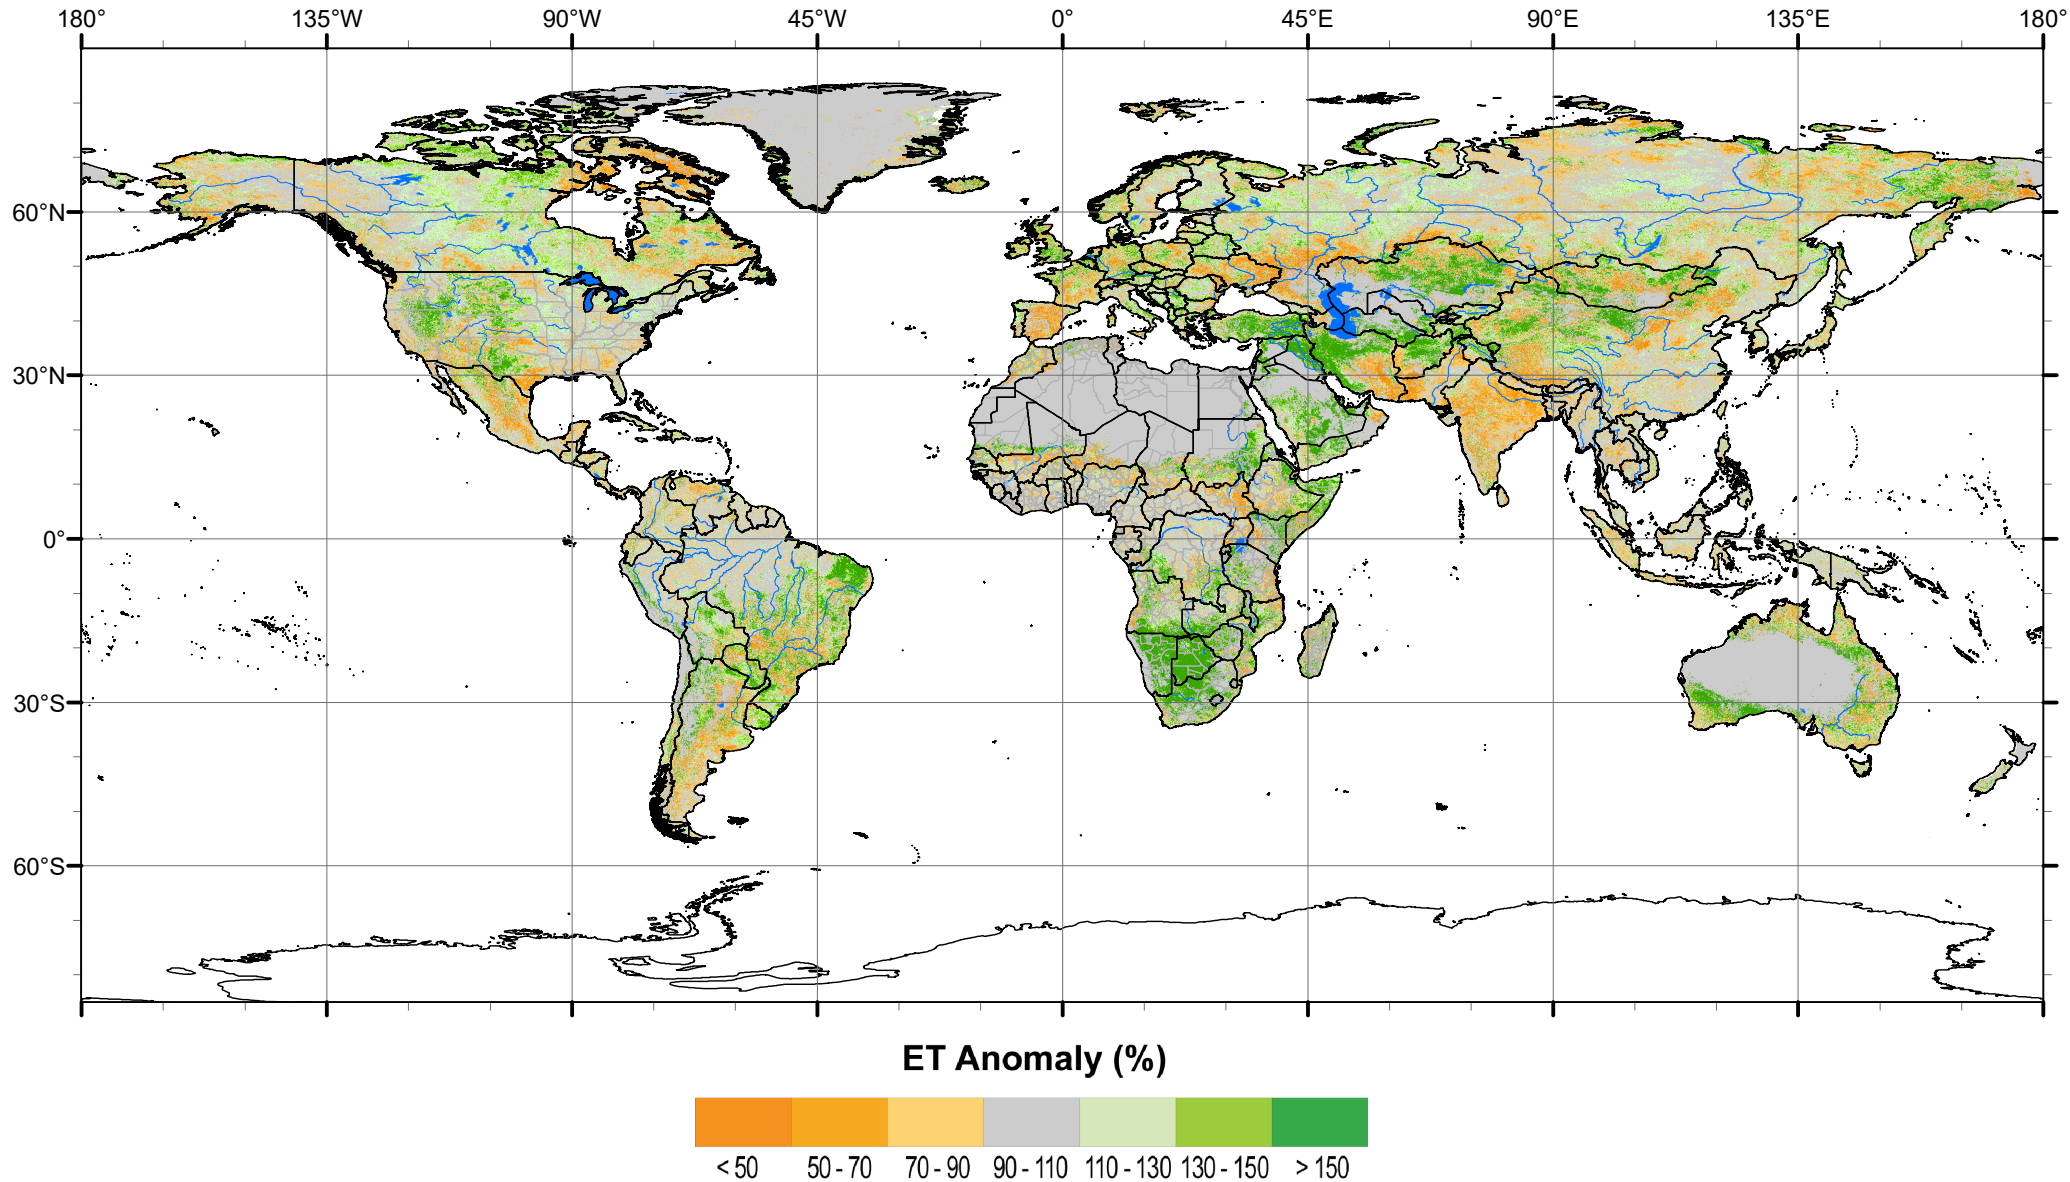 180° 135°W 90°W 45°W 0° 45°E 90°E 135°E 180°
60°N
30°N
0°
30°S
60°S
ET Anomaly (%)
< 50 50 - 70 70 - 90 90 - 110 110 - 130 130 - 150 > 150